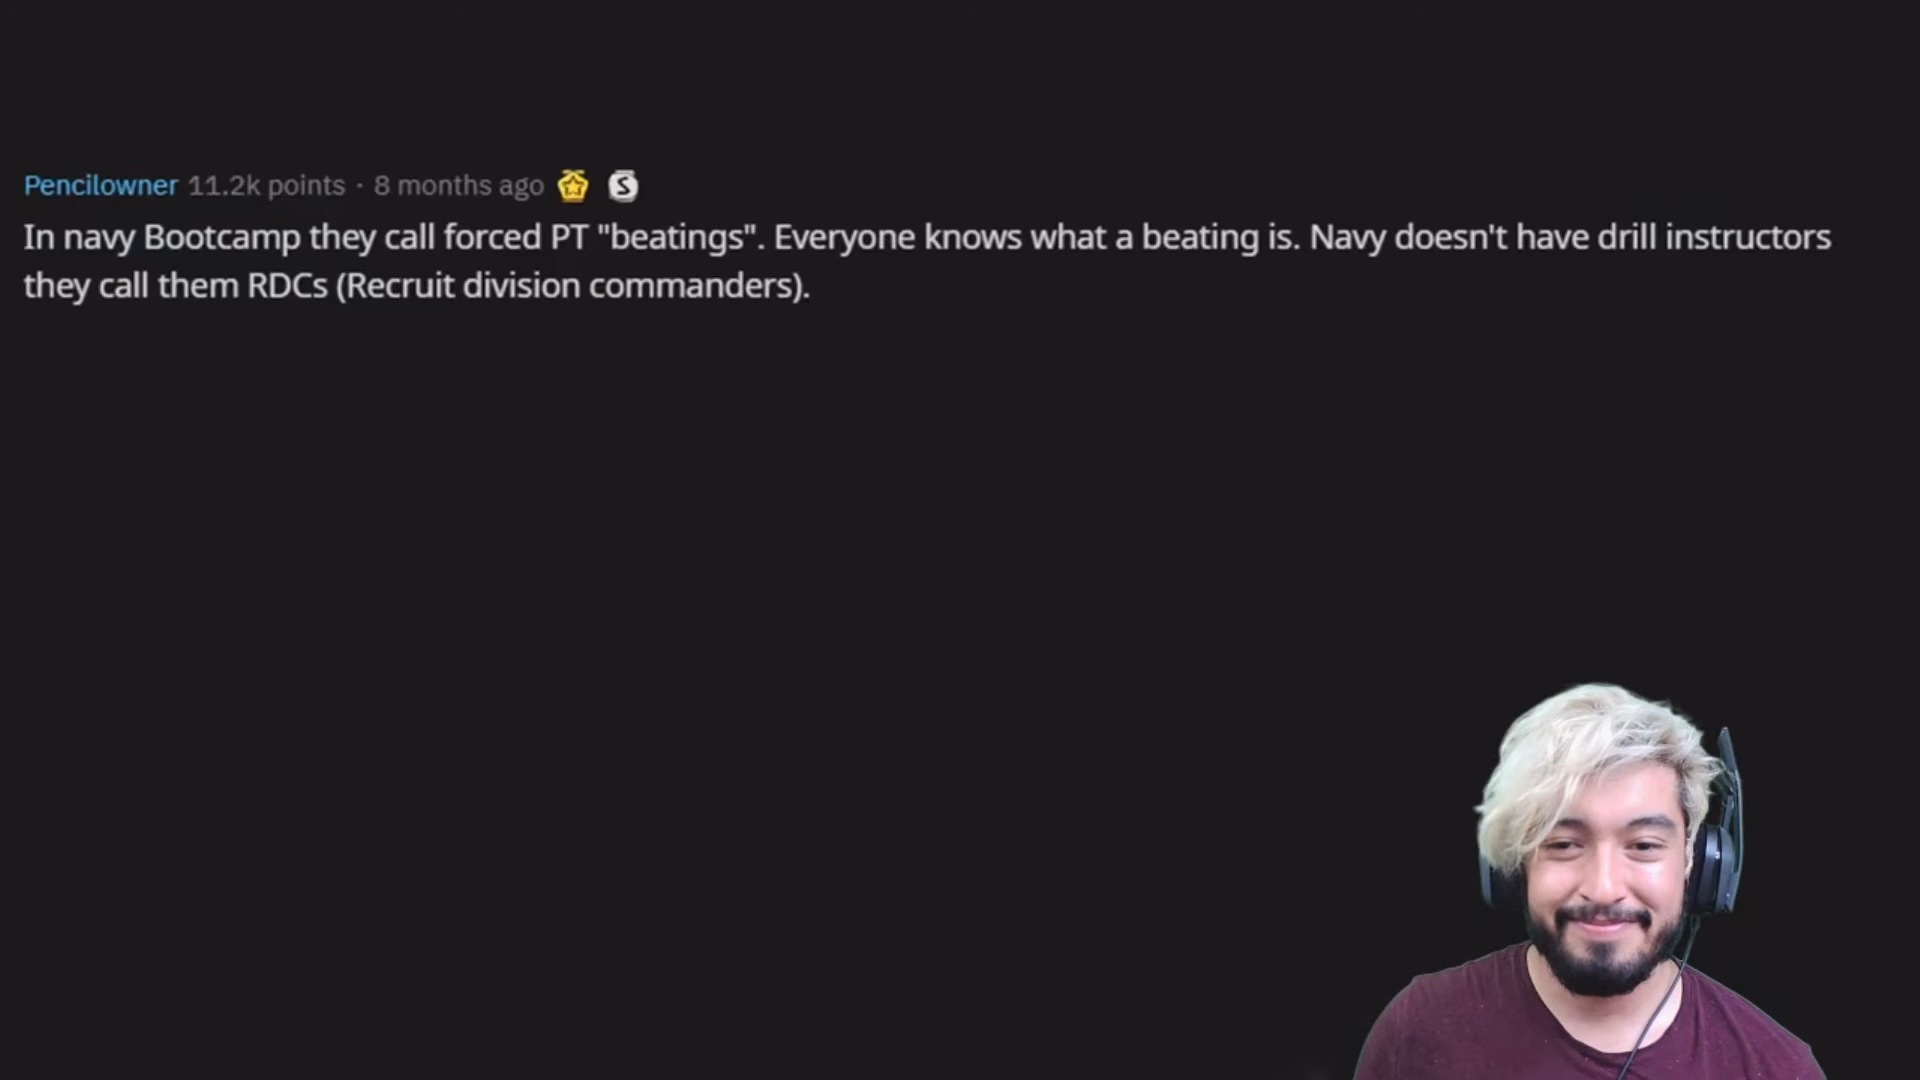 Pencilowner 11.2k points · 8 months ago
In navy Bootcamp they call forced PT "beatings". Everyone knows what a beating is. Navy doesn't have drill instructors
they call them RDCs (Recruit division commanders).